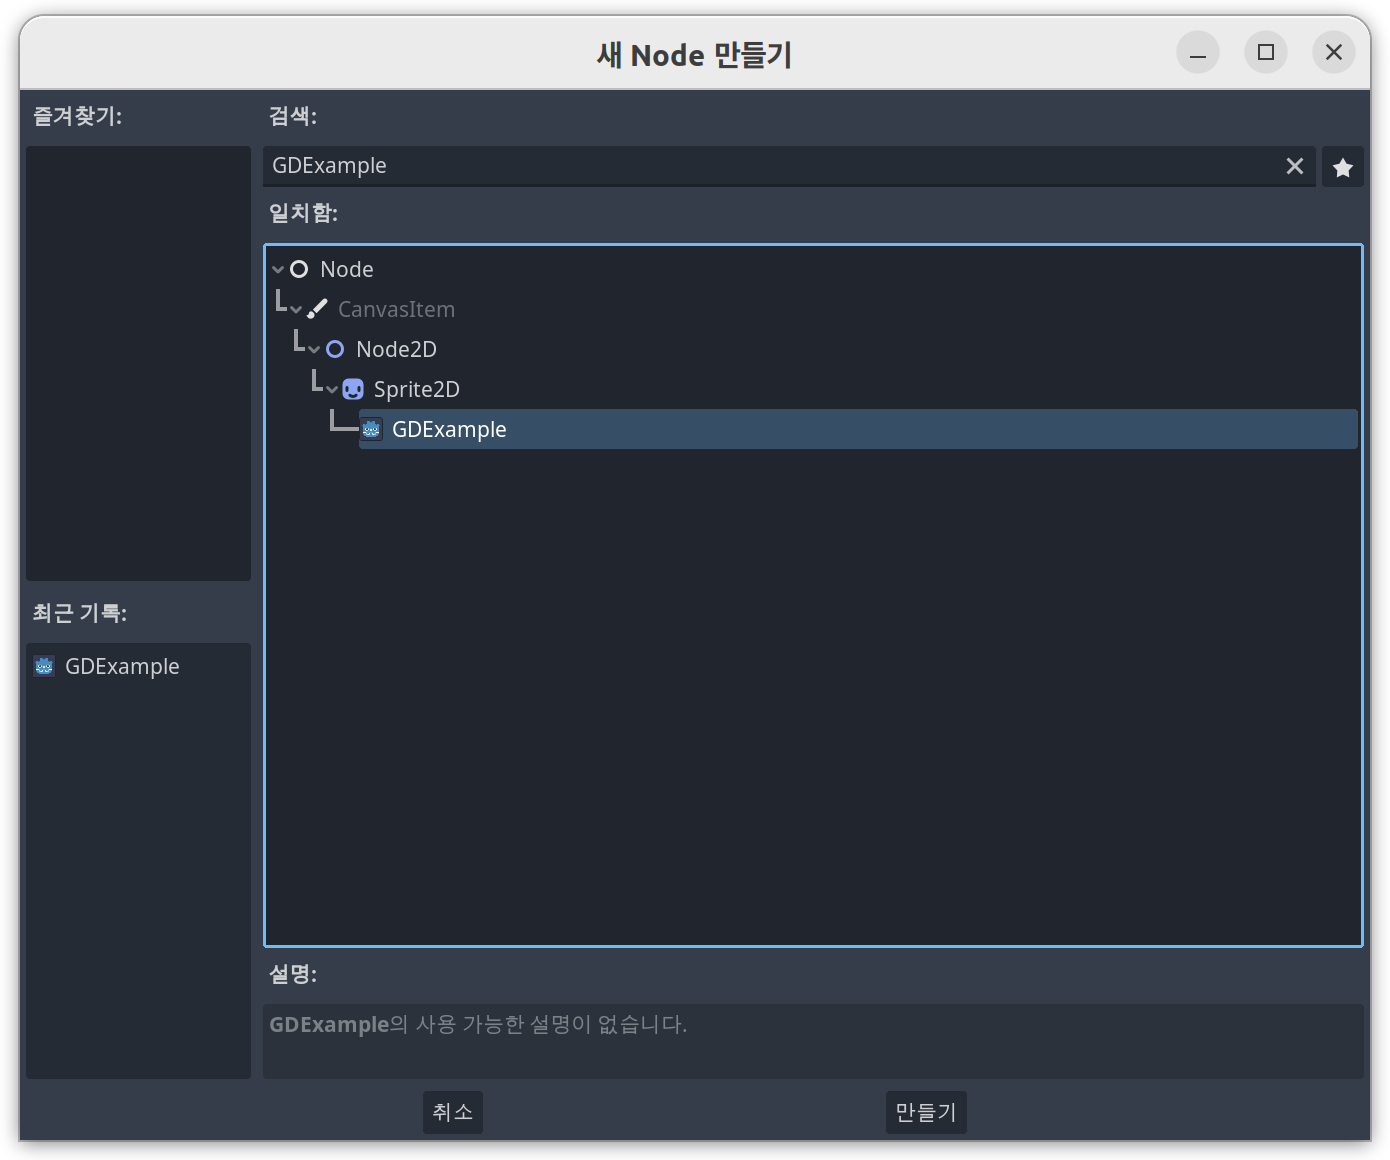 새 Node 만들기
즐겨찾기:
검색:
GDExample
일치함:
Node
CanvasItem
Node2D
Sprite2D
GDExample
최근 기록:
GDExample
설명:
GDExample의 사용 가능한 설명이 없습니다.
취소
만들기